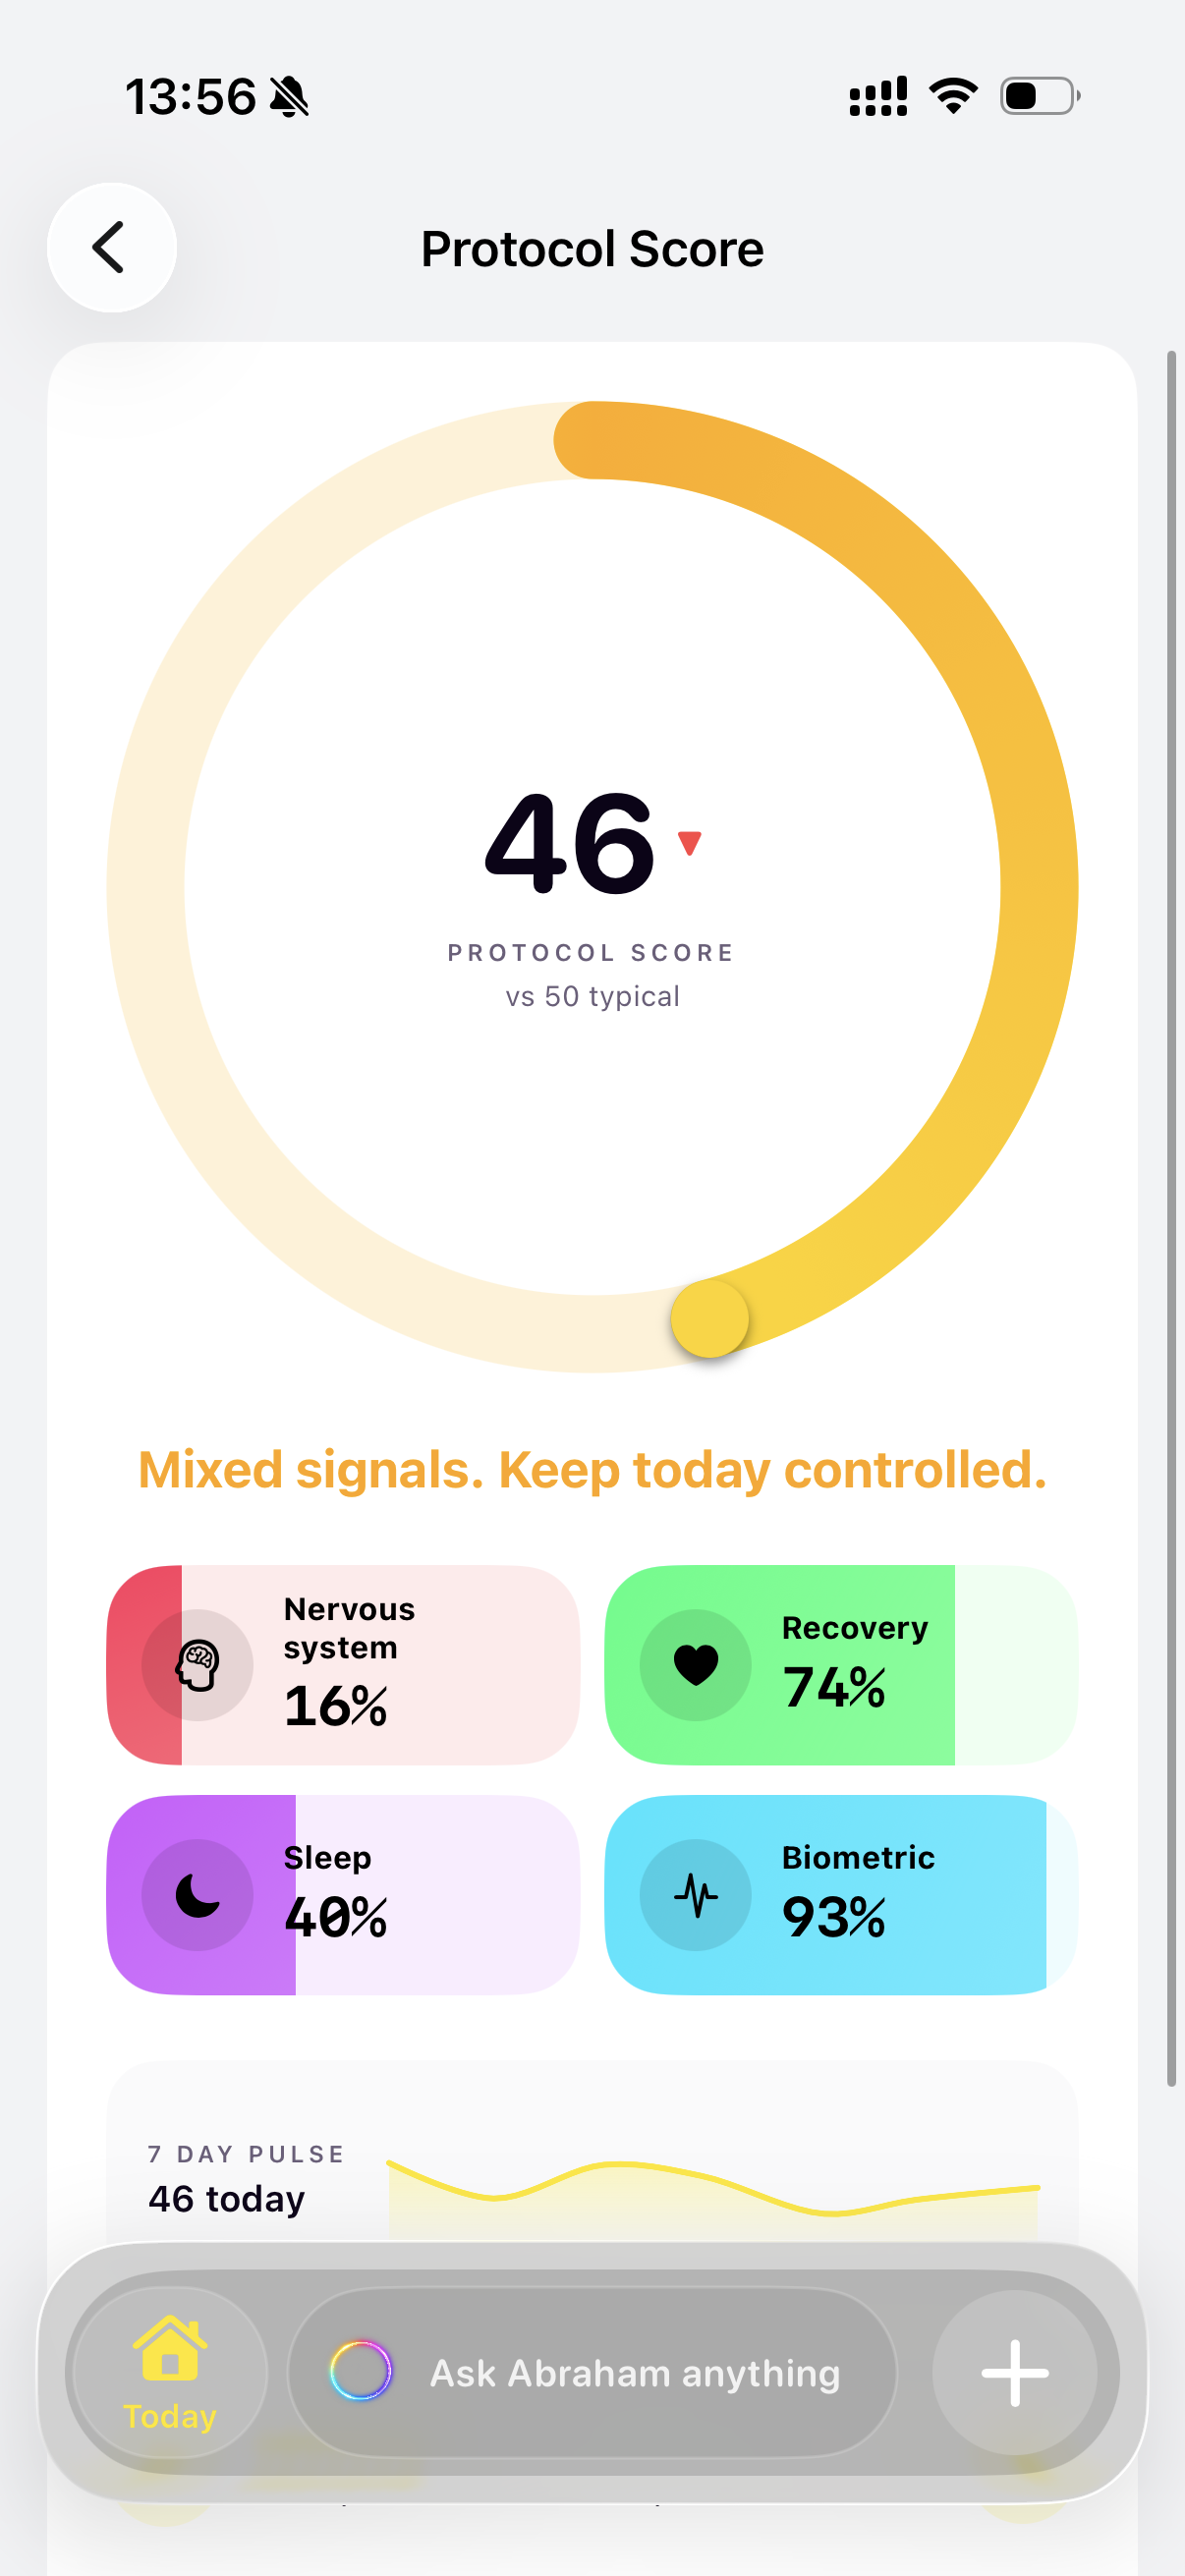 13:56
Protocol Score
46
PROTOCOL SCORE
vs 50 typical
Mixed signals. Keep today controlled.
Nervous
system
16%
Recovery
74%
Sleep
40%
Biometric
93%
7 DAY PULSE
46 today
Today
Ask Abraham anything